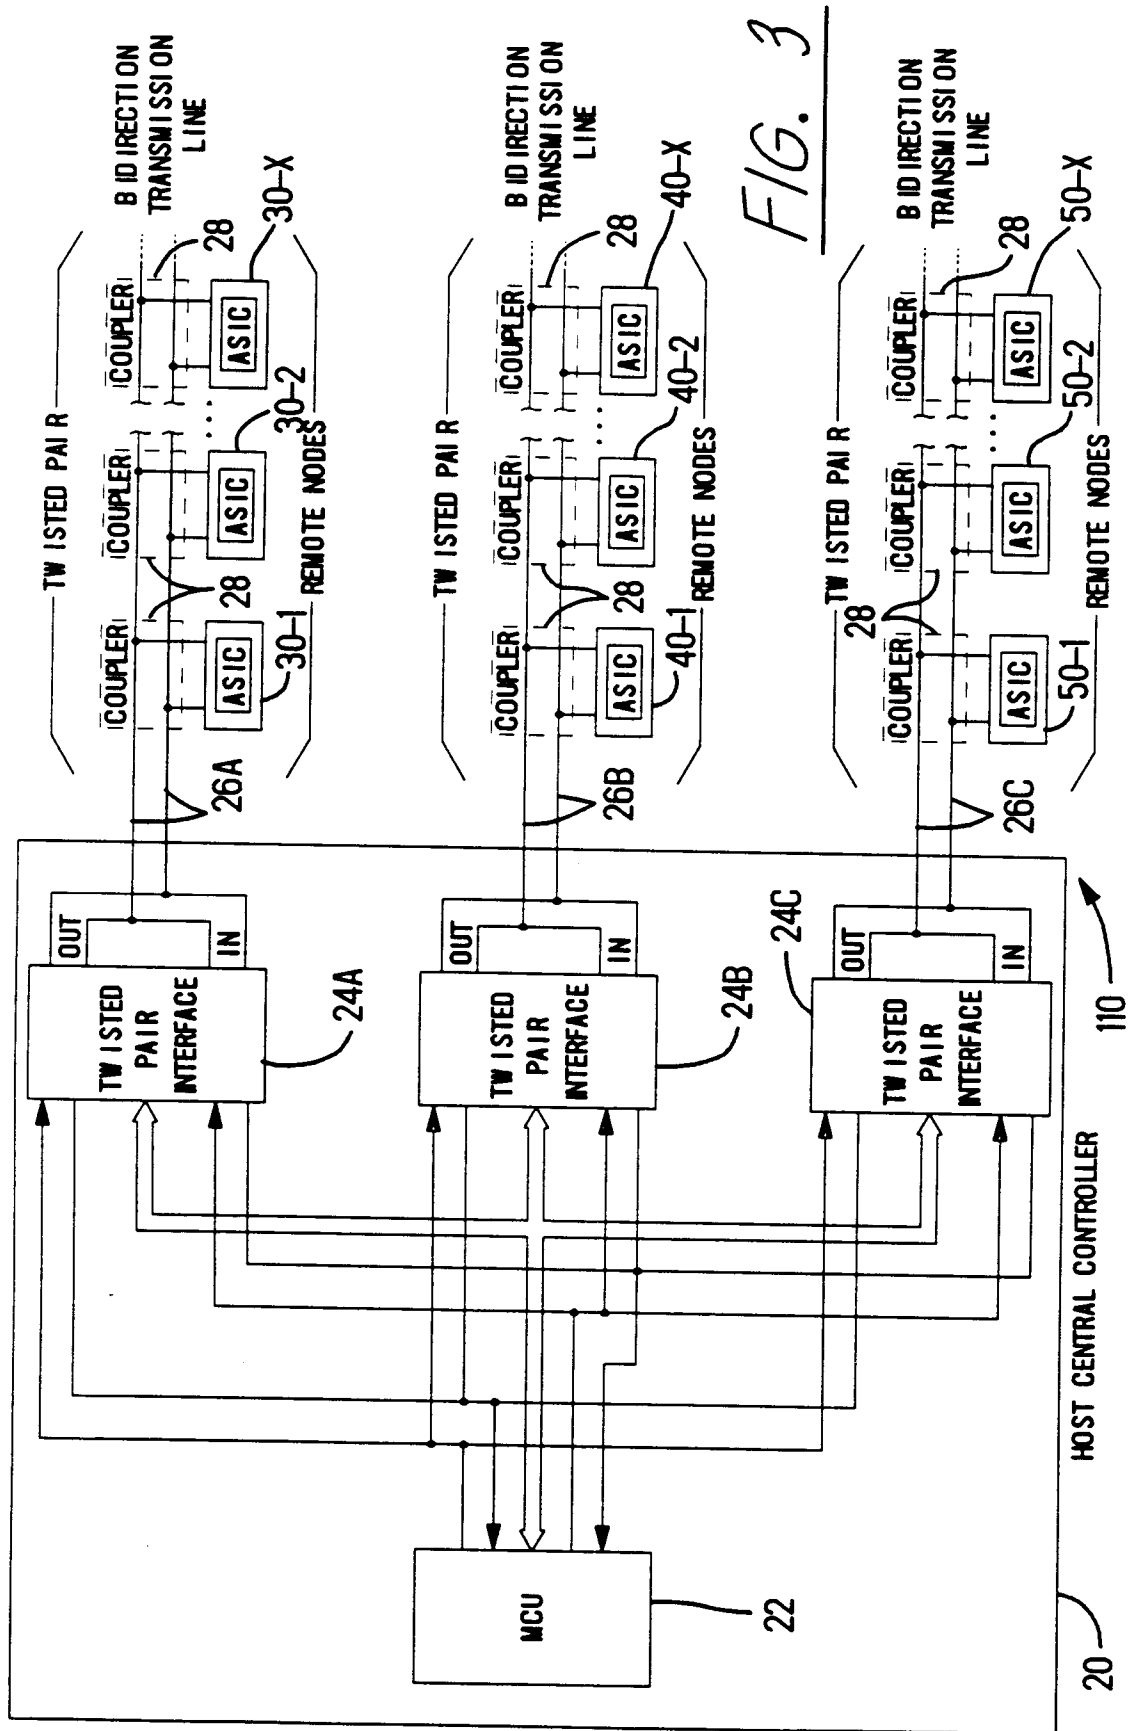 TWISTED PAIR
BIDIRECTION
TRANSMISSION
LINE
COUPLER
COUPLER
COUPLER
28
28
ASIC
ASIC
ASIC
30-1
30-2
30-X
REMOTE NODES
26A
OUT
IN
TWISTED
PAIR
INTERFACE
24A
TWISTED PAIR
BIDIRECTION
TRANSMISSION
LINE
COUPLER
COUPLER
COUPLER
28
28
ASIC
ASIC
ASIC
40-1
40-2
40-X
REMOTE NODES
26B
OUT
IN
TWISTED
PAIR
INTERFACE
24B
MCU
22
TWISTED PAIR
BIDIRECTION
TRANSMISSION
LINE
COUPLER
COUPLER
COUPLER
28
28
ASIC
ASIC
ASIC
50-1
50-2
50-X
REMOTE NODES
26C
OUT
IN
TWISTED
PAIR
INTERFACE
24C
HOST CENTRAL CONTROLLER
20
110
FIG. 3